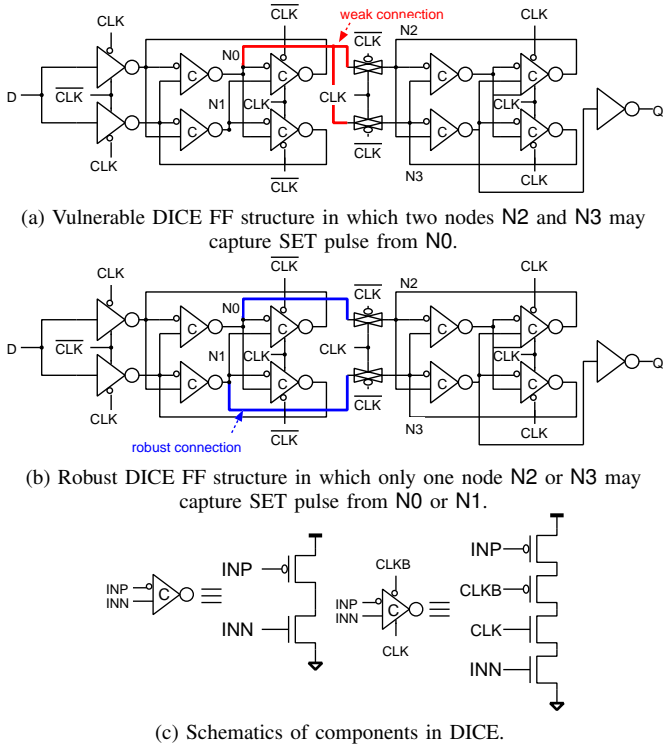 CLK
CLK
weak connection
CLK
N0
N2
C
C
C
C
D
CLK
N1
CLK
CLK
CLK
Q
C
C
C
C
CLK
CLK
CLK
N3
CLK
(a) Vulnerable DICE FF structure in which two nodes N2 and N3 may
capture SET pulse from N0.
CLK
CLK
CLK
CLK
N0
N2
C
C
C
C
D
CLK
N1
CLK
CLK
CLK
Q
C
C
C
C
CLK
CLK
CLK
N3
CLK
robust connection
(b) Robust DICE FF structure in which only one node N2 or N3 may
capture SET pulse from N0 or N1.
INP
INN
C
INP
INN
CLKB
INP
INN
C
CLK
INP
CLKB
CLK
INN
(c) Schematics of components in DICE.